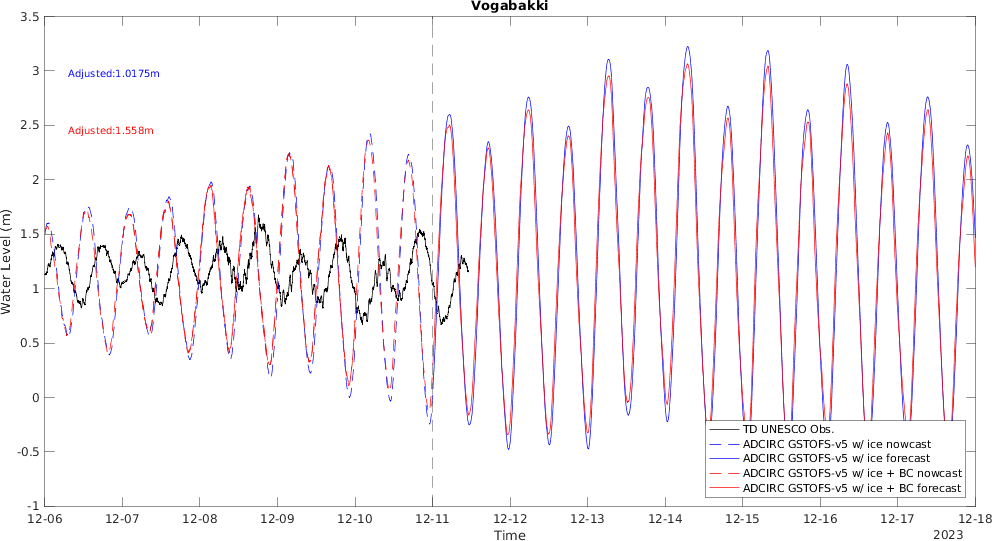 Vogabakki
3.5
3
2.5
2
1.5
1
0.5
0
-0.5
-1
Water Level (m)
Adjusted:1.0175m
Adjusted:1.558m
TD UNESCO Obs.
ADCIRC GSTOFS-v5 w/ ice nowcast
ADCIRC GSTOFS-v5 w/ ice forecast
ADCIRC GSTOFS-v5 w/ ice + BC nowcast
ADCIRC GSTOFS-v5 w/ ice + BC forecast
12-06 12-07 12-08 12-09 12-10 12-11 12-12 12-13 12-14 12-15 12-16 12-17 12-18
Time
2023